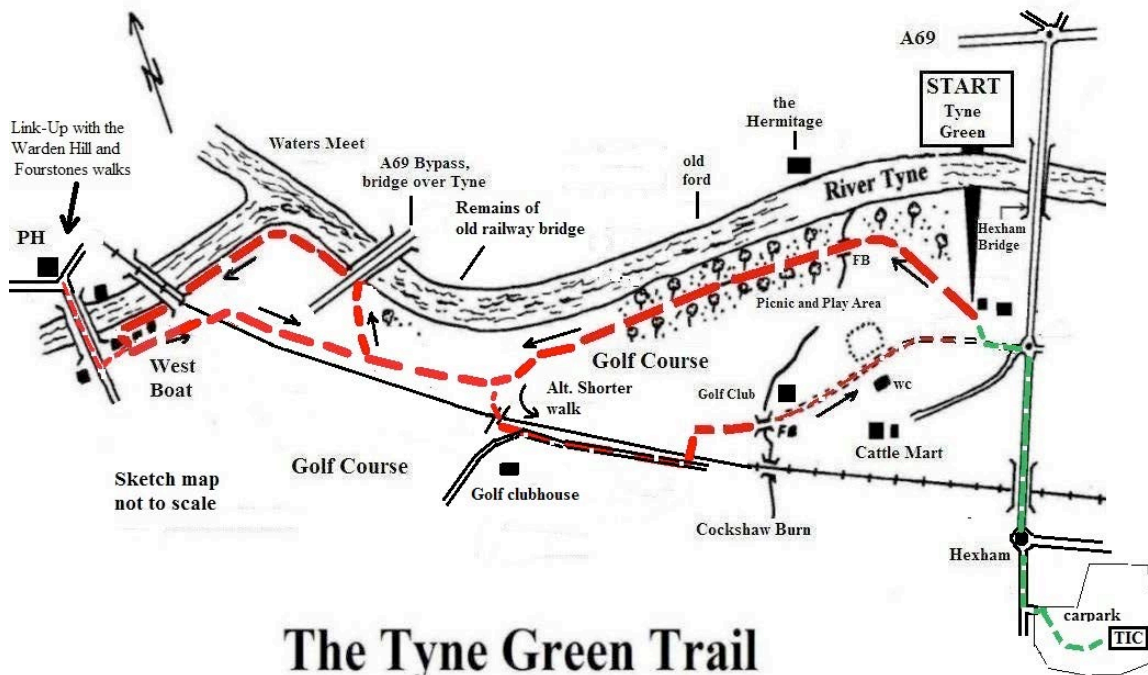 N
A69
START
Tyne
Green
Link-Up with the
Warden Hill and
Fourstones walks
Waters Meet
A69 Bypass,
bridge over Tyne
the
Hermitage
old
ford
River Tyne
Remains of
old railway bridge
Hexham
Bridge
PH
FB
Picnic and Play Area
Golf Course
West
Boat
Alt. Shorter
walk
Golf Club
wc
FB
Cattle Mart
Golf Course
Sketch map
not to scale
Golf clubhouse
Cockshaw Burn
Hexham
carpark
TIC
The Tyne Green Trail